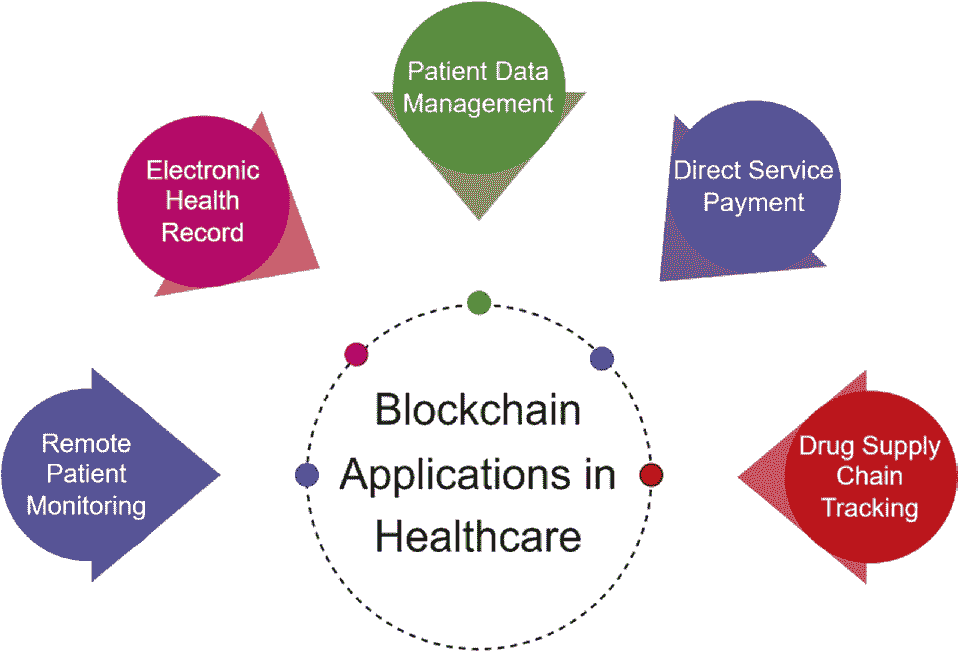 Patient Data
Management
Electronic
Health
Record
Direct Service
Payment
Remote
Patient
Monitoring
Blockchain
Applications in
Healthcare
Drug Supply
Chain
Tracking